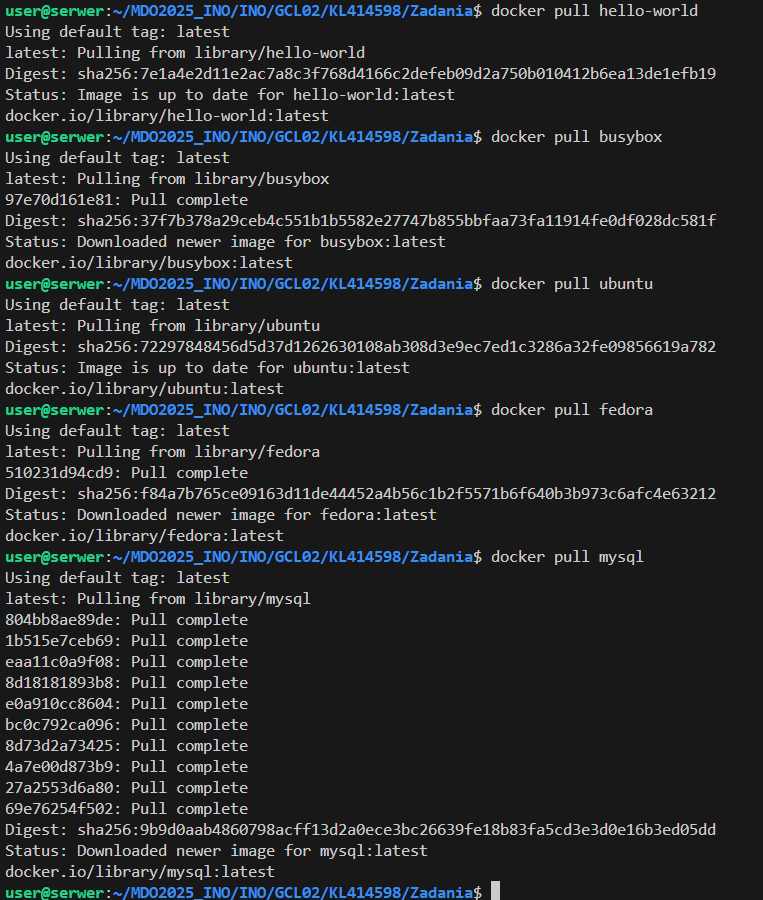 user@serwer:~/MDO2025_INO/INO/GCL02/KL414598/Zadania$ docker pull hello-world
Using default tag: latest
latest: Pulling from library/hello-world
Digest: sha256:7e1a4e2d11e2ac7a8c3f768d4166c2defeb09d2a750b010412b6ea13de1efb19
Status: Image is up to date for hello-world:latest
docker.io/library/hello-world:latest
user@serwer:~/MDO2025_INO/INO/GCL02/KL414598/Zadania$ docker pull busybox
Using default tag: latest
latest: Pulling from library/busybox
97e70d161e81: Pull complete
Digest: sha256:37f7b378a29ceb4c551b1b5582e27747b855bbfaa73fa11914fe0df028dc581f
Status: Downloaded newer image for busybox:latest
docker.io/library/busybox:latest
user@serwer:~/MDO2025_INO/INO/GCL02/KL414598/Zadania$ docker pull ubuntu
Using default tag: latest
latest: Pulling from library/ubuntu
Digest: sha256:72297848456d5d37d1262630108ab308d3e9ec7ed1c3286a32fe09856619a782
Status: Image is up to date for ubuntu:latest
docker.io/library/ubuntu:latest
user@serwer:~/MDO2025_INO/INO/GCL02/KL414598/Zadania$ docker pull fedora
Using default tag: latest
latest: Pulling from library/fedora
510231d94cd9: Pull complete
Digest: sha256:f84a7b765ce09163d11de44452a4b56c1b2f5571b6f640b3b973c6afc4e63212
Status: Downloaded newer image for fedora:latest
docker.io/library/fedora:latest
user@serwer:~/MDO2025_INO/INO/GCL02/KL414598/Zadania$ docker pull mysql
Using default tag: latest
latest: Pulling from library/mysql
804bb8ae89de: Pull complete
1b515e7ceb69: Pull complete
eaa11c0a9f08: Pull complete
8d18181893b8: Pull complete
e0a910cc8604: Pull complete
bc0c792ca096: Pull complete
8d73d2a73425: Pull complete
4a7e00d873b9: Pull complete
27a2553d6a80: Pull complete
69e76254f502: Pull complete
Digest: sha256:9b9d0aab4860798acff13d2a0ece3bc26639fe18b83fa5cd3e3d0e16b3ed05dd
Status: Downloaded newer image for mysql:latest
docker.io/library/mysql:latest
user@serwer:~/MDO2025_INO/INO/GCL02/KL414598/Zadania$